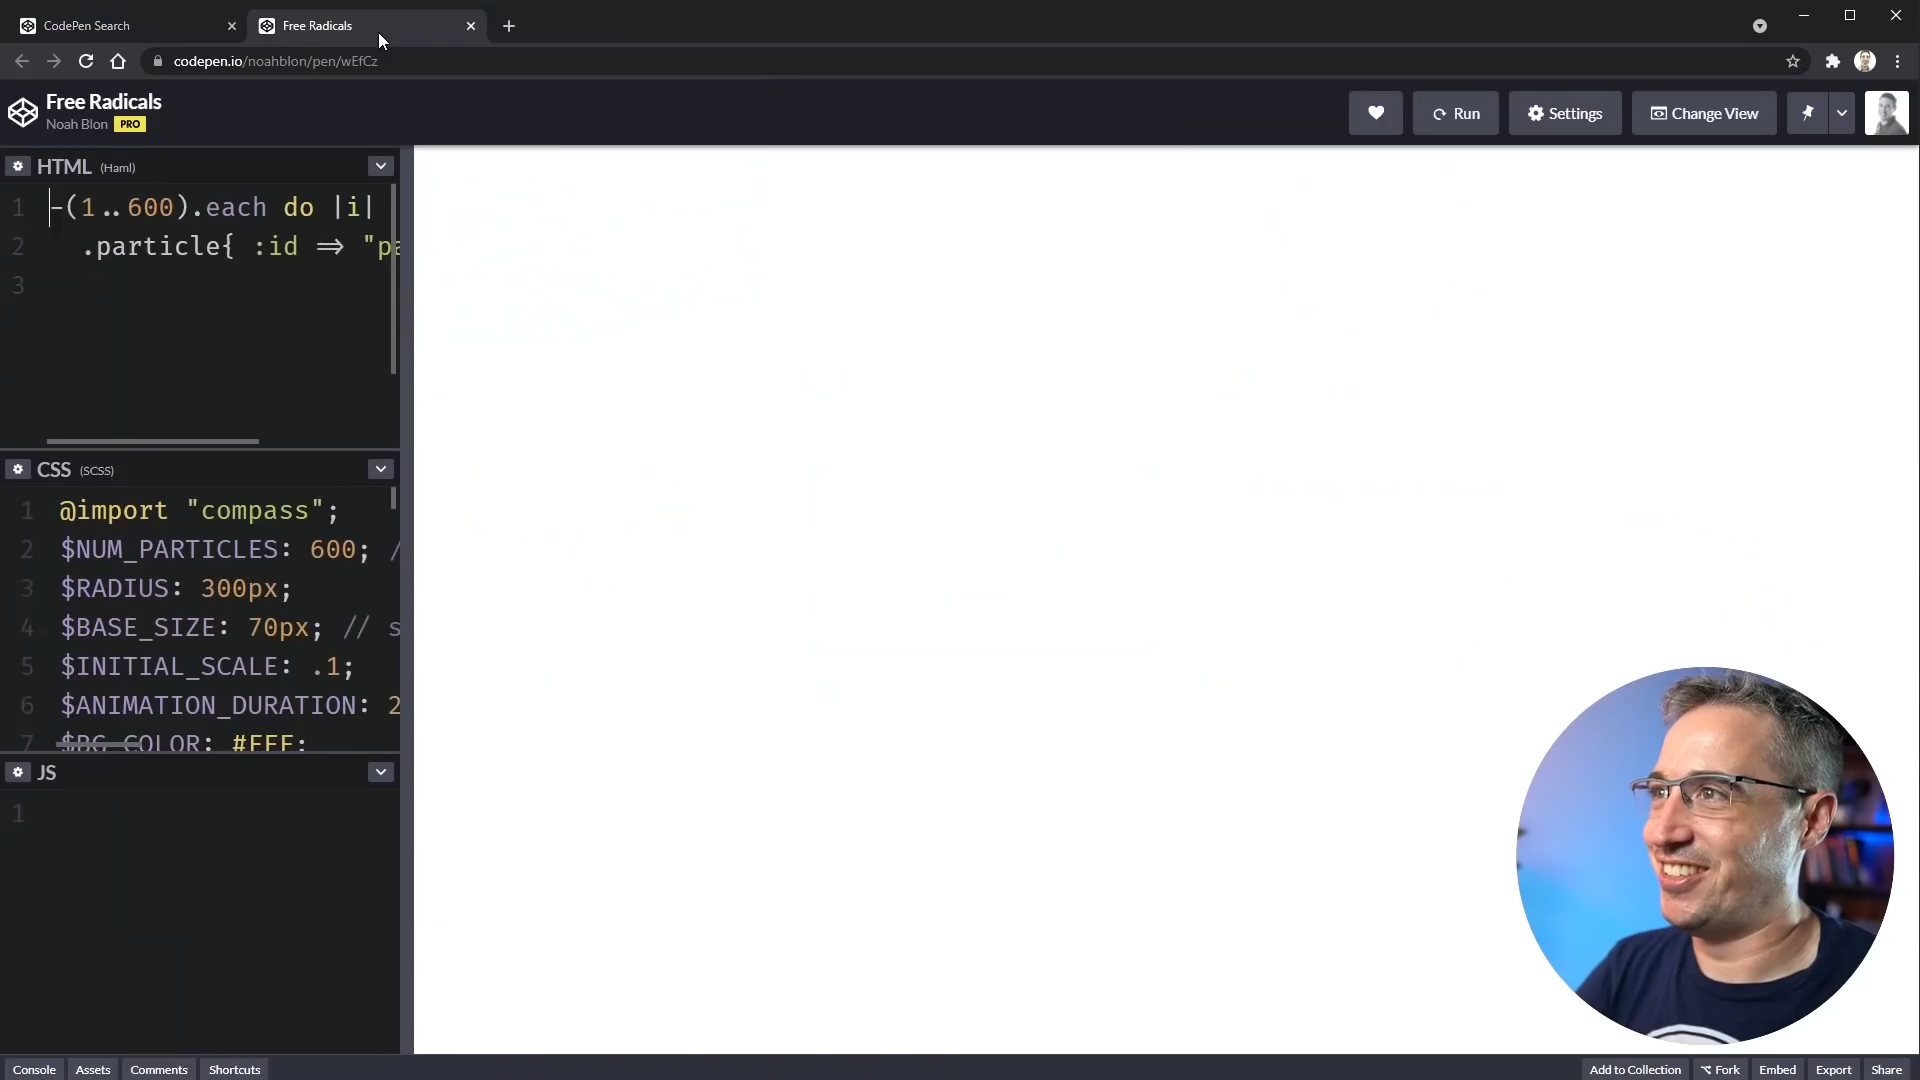 CodePen Search
Free Radicals
codepen.io/noahblon/pen/wEfCz
Free Radicals
Noah Blon PRO
Run
Settings
Change View
HTML (Haml)
1 -(1..600).each do |i|
2 .particle{ :id => "pa
3
CSS (SCSS)
1 @import "compass";
2 $NUM_PARTICLES: 600; /
3 $RADIUS: 300px;
4 $BASE_SIZE: 70px; // s
5 $INITIAL_SCALE: .1;
6 $ANIMATION_DURATION: 2
7 $BG_COLOR: #FFF;
JS
1
Console Assets Comments Shortcuts
Add to Collection Fork Embed Export Share